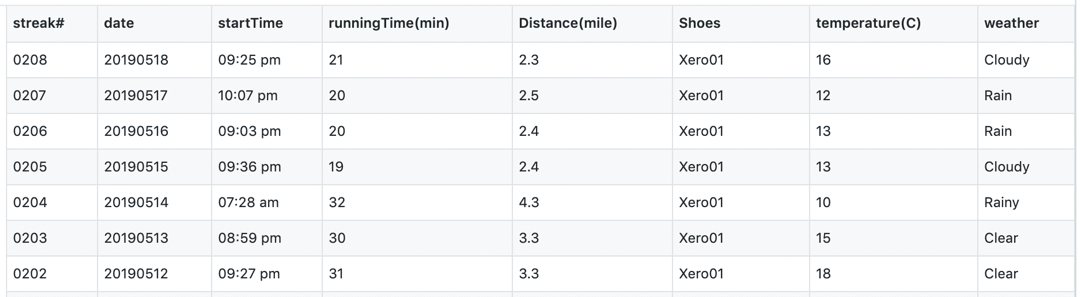 streak# date startTime runningTime(min) Distance(mile) Shoes temperature(C) weather
0208 20190518 09:25 pm 21 2.3 Xero01 16 Cloudy
0207 20190517 10:07 pm 20 2.5 Xero01 12 Rain
0206 20190516 09:03 pm 20 2.4 Xero01 13 Rain
0205 20190515 09:36 pm 19 2.4 Xero01 13 Cloudy
0204 20190514 07:28 am 32 4.3 Xero01 10 Rainy
0203 20190513 08:59 pm 30 3.3 Xero01 15 Clear
0202 20190512 09:27 pm 31 3.3 Xero01 18 Clear